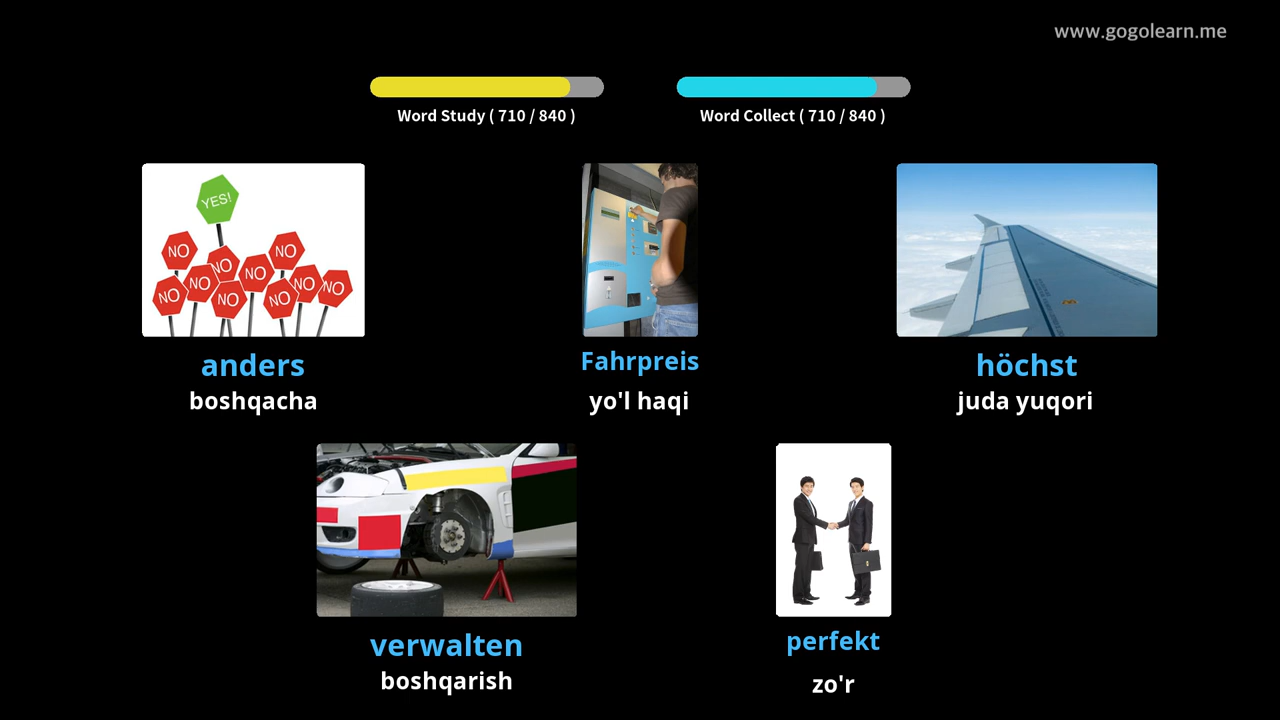 www.gogolearn.me
Word Study ( 710 / 840 )
Word Collect ( 710 / 840 )
YES!
NO
NO
NO
NO
NO
NO
NO
NO
NO
NO
anders
boshqacha
Fahrpreis
yo'l haqi
höchst
juda yuqori
verwalten
boshqarish
perfekt
zo'r